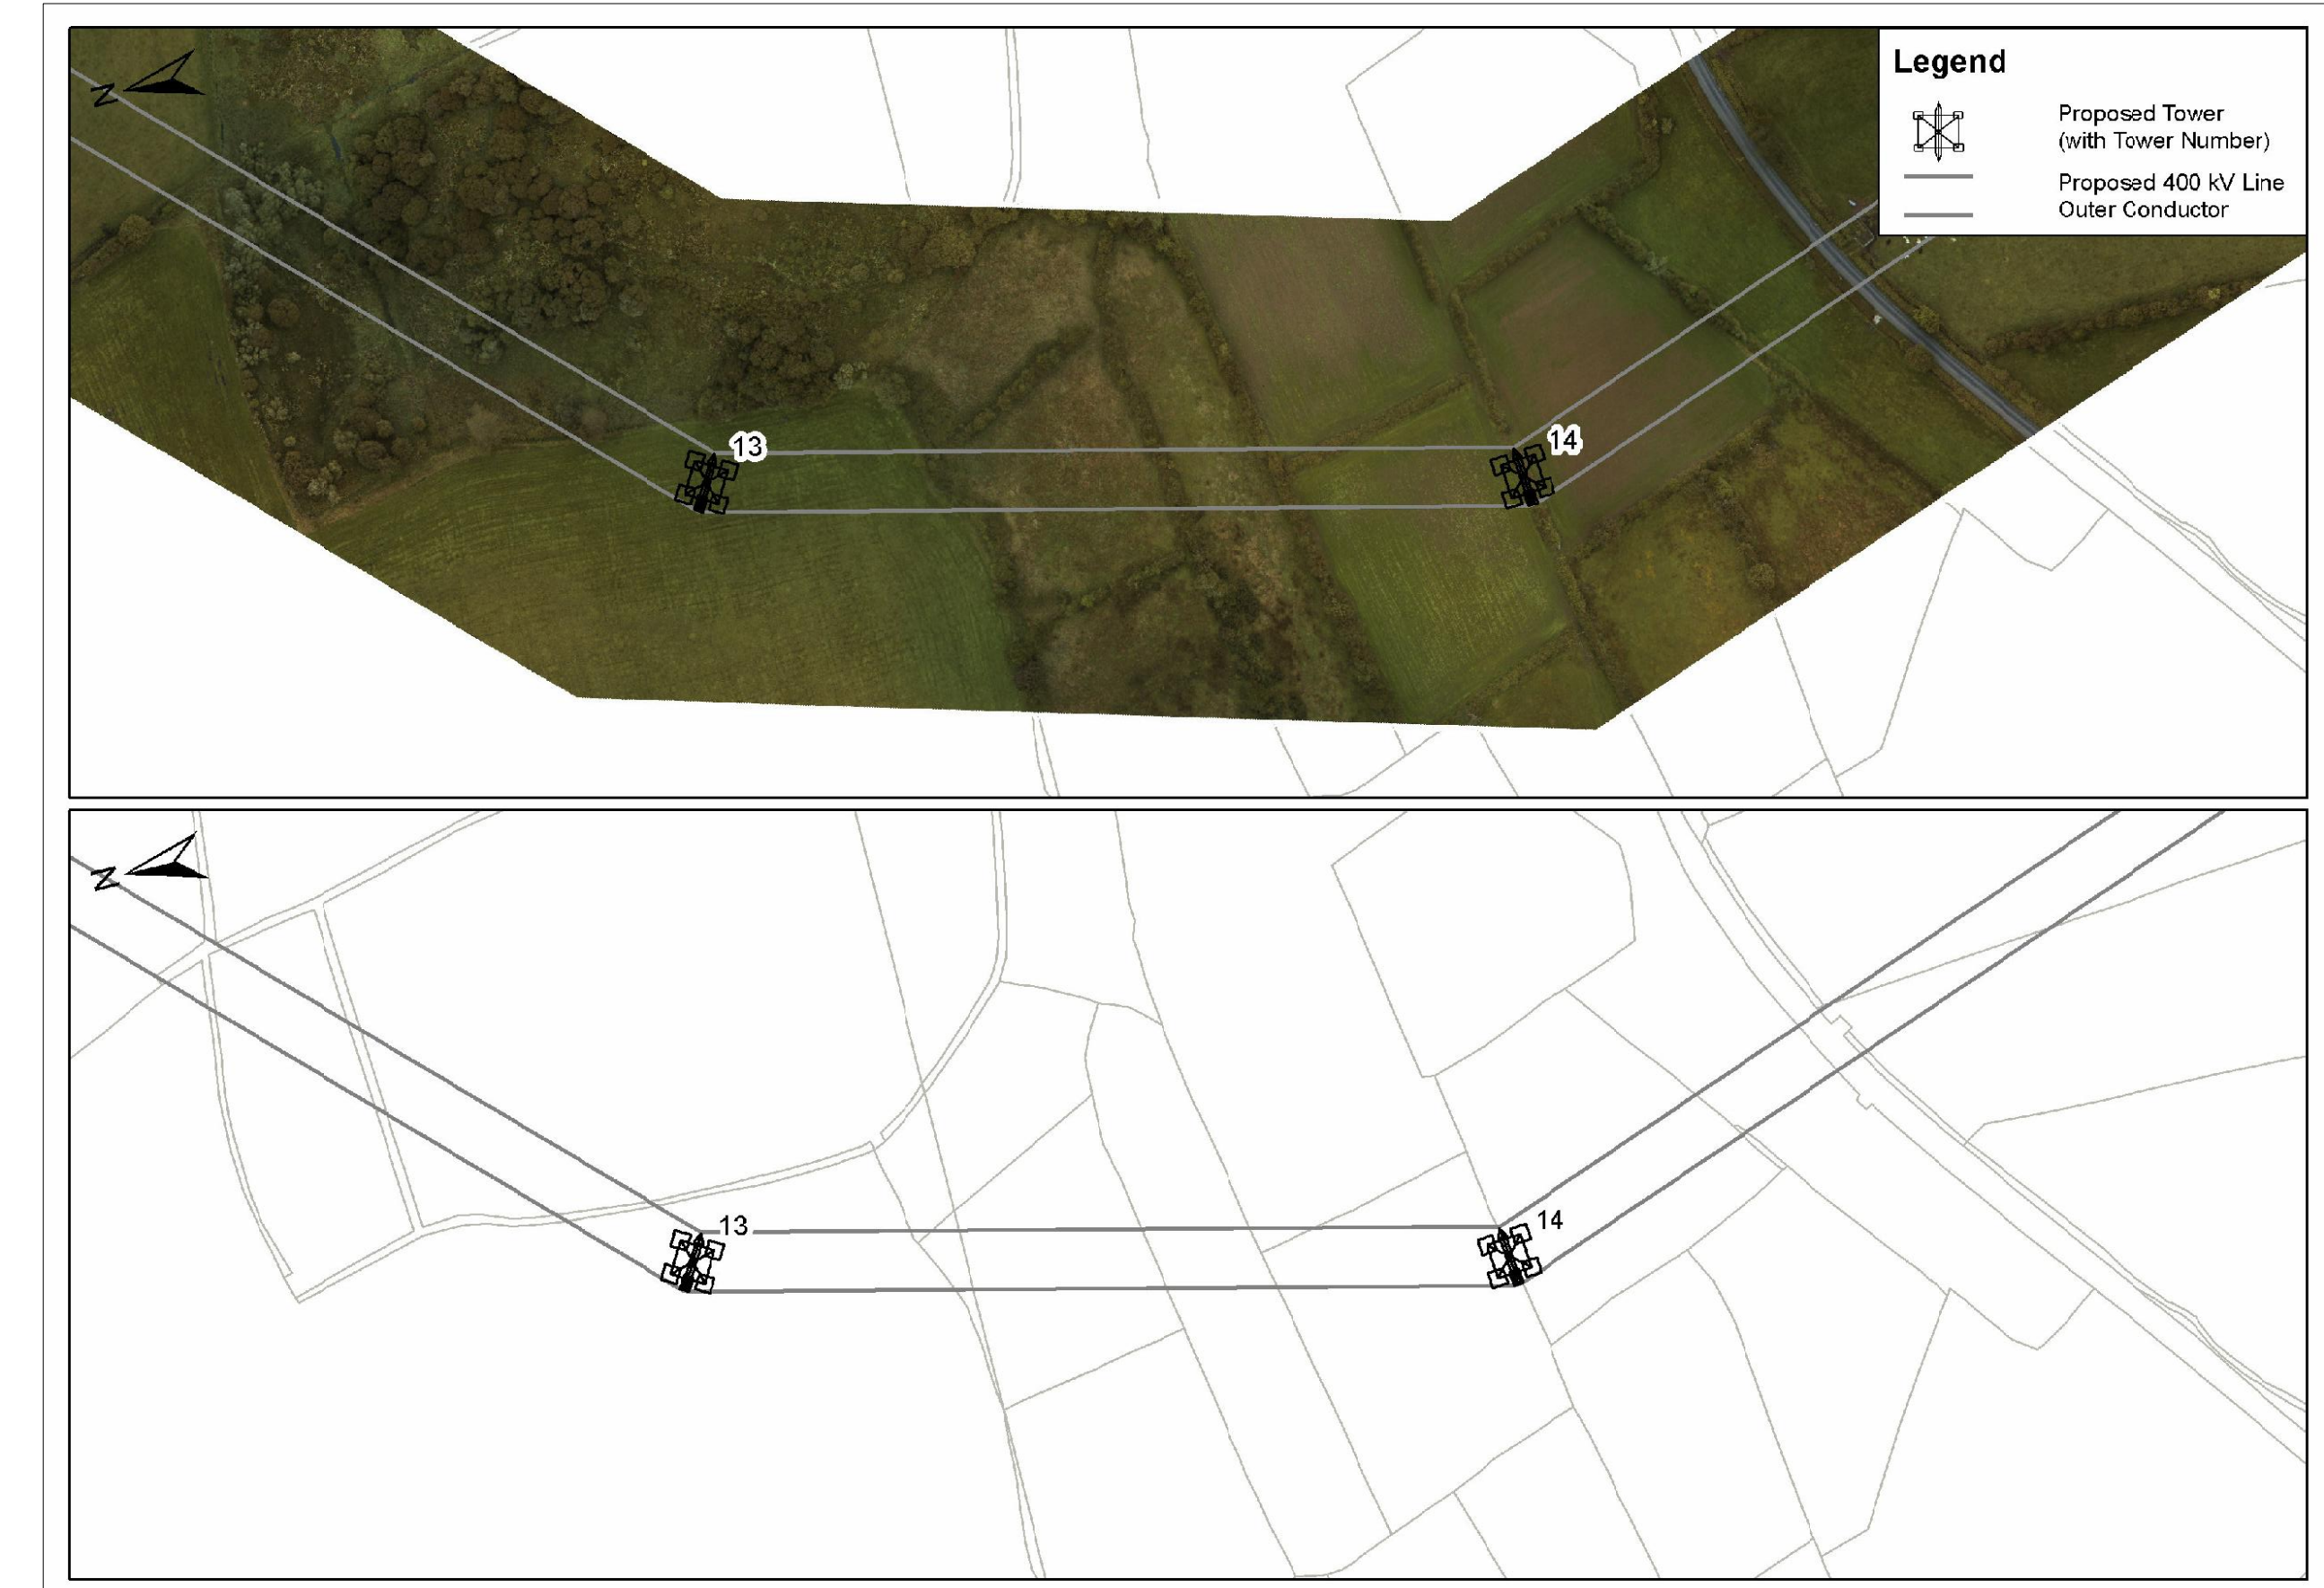 N
Legend
Proposed Tower
(with Tower Number)
Proposed 400 kV Line
Outer Conductor
13
14
N
13
14